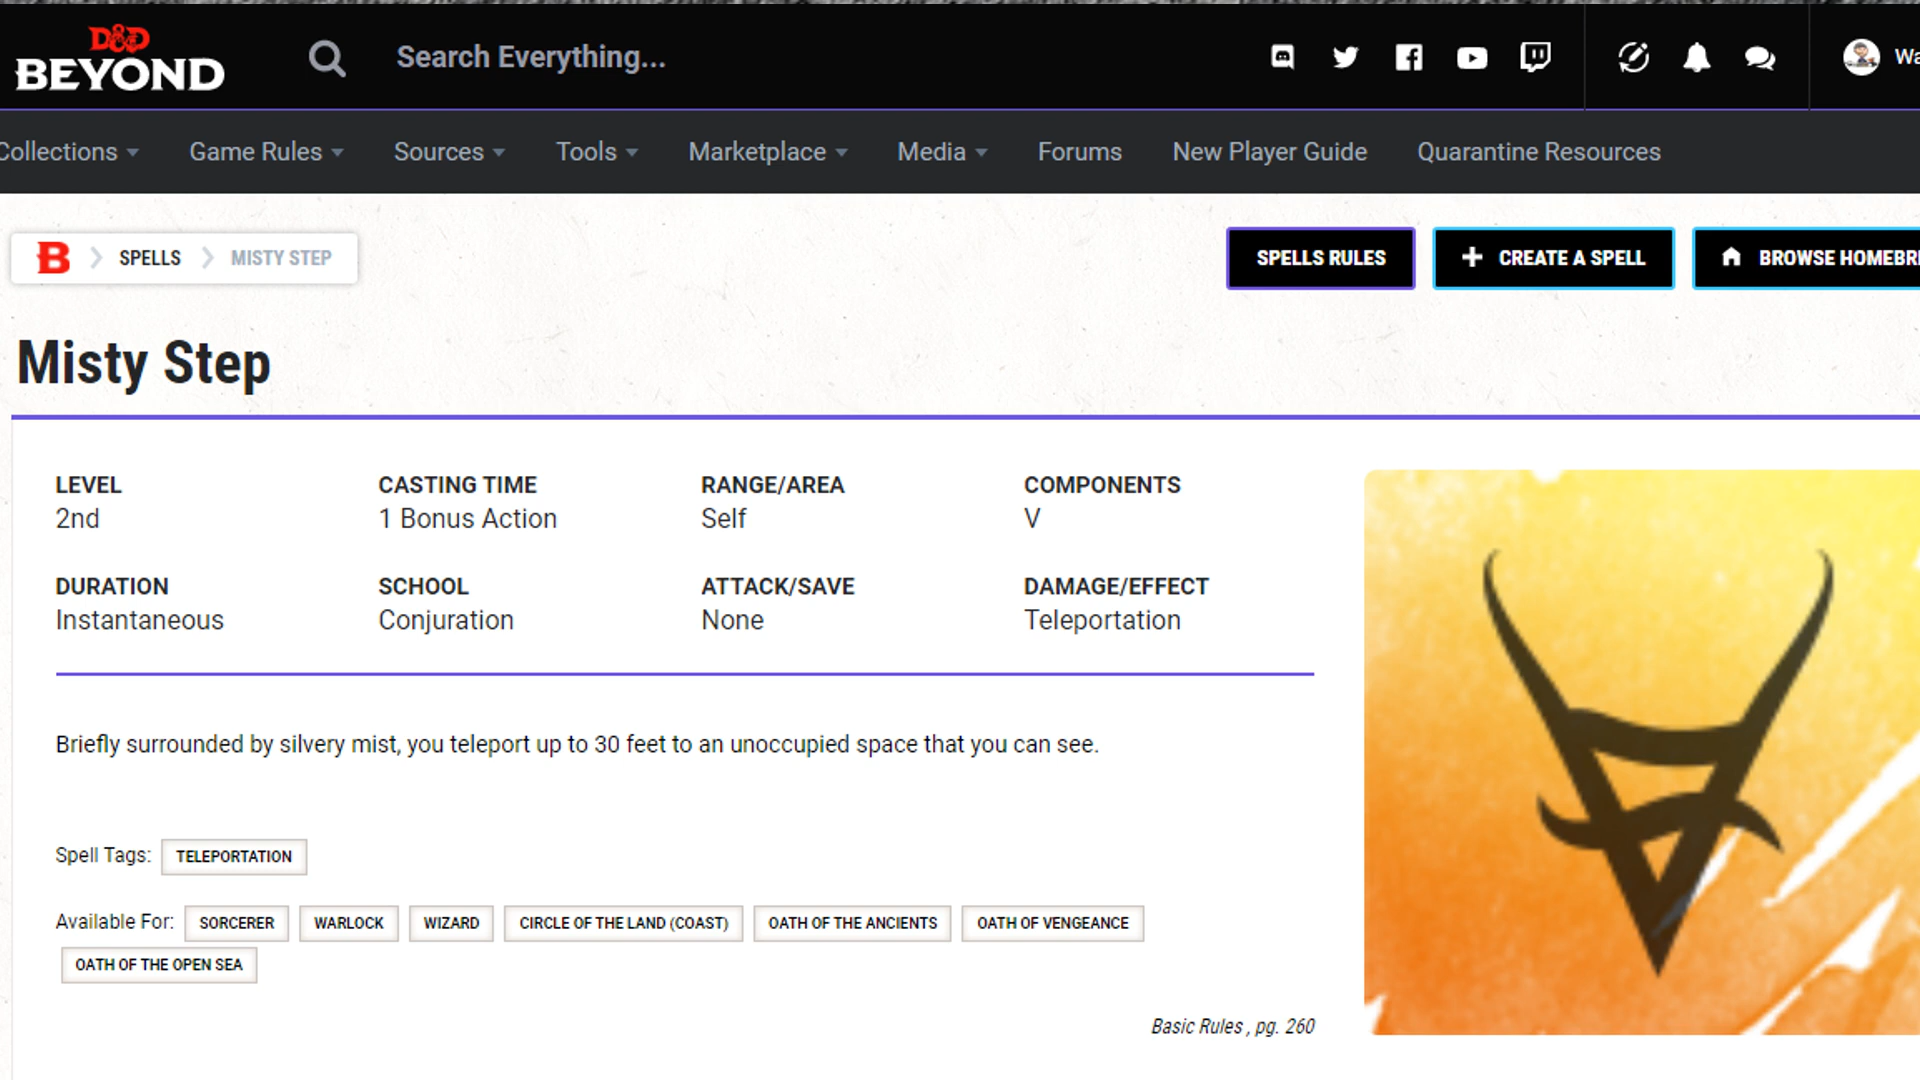 D&D
BEYOND
Search Everything...
Wa
Collections
Game Rules
Sources
Tools
Marketplace
Media
Forums
New Player Guide
Quarantine Resources
B
SPELLS
MISTY STEP
SPELLS RULES
CREATE A SPELL
BROWSE HOMEBR
Misty Step
LEVEL
2nd
CASTING TIME
1 Bonus Action
RANGE/AREA
Self
COMPONENTS
V
DURATION
Instantaneous
SCHOOL
Conjuration
ATTACK/SAVE
None
DAMAGE/EFFECT
Teleportation
Briefly surrounded by silvery mist, you teleport up to 30 feet to an unoccupied space that you can see.
Spell Tags: TELEPORTATION
Available For: SORCERER WARLOCK WIZARD CIRCLE OF THE LAND (COAST) OATH OF THE ANCIENTS OATH OF VENGEANCE
OATH OF THE OPEN SEA
Basic Rules , pg. 260